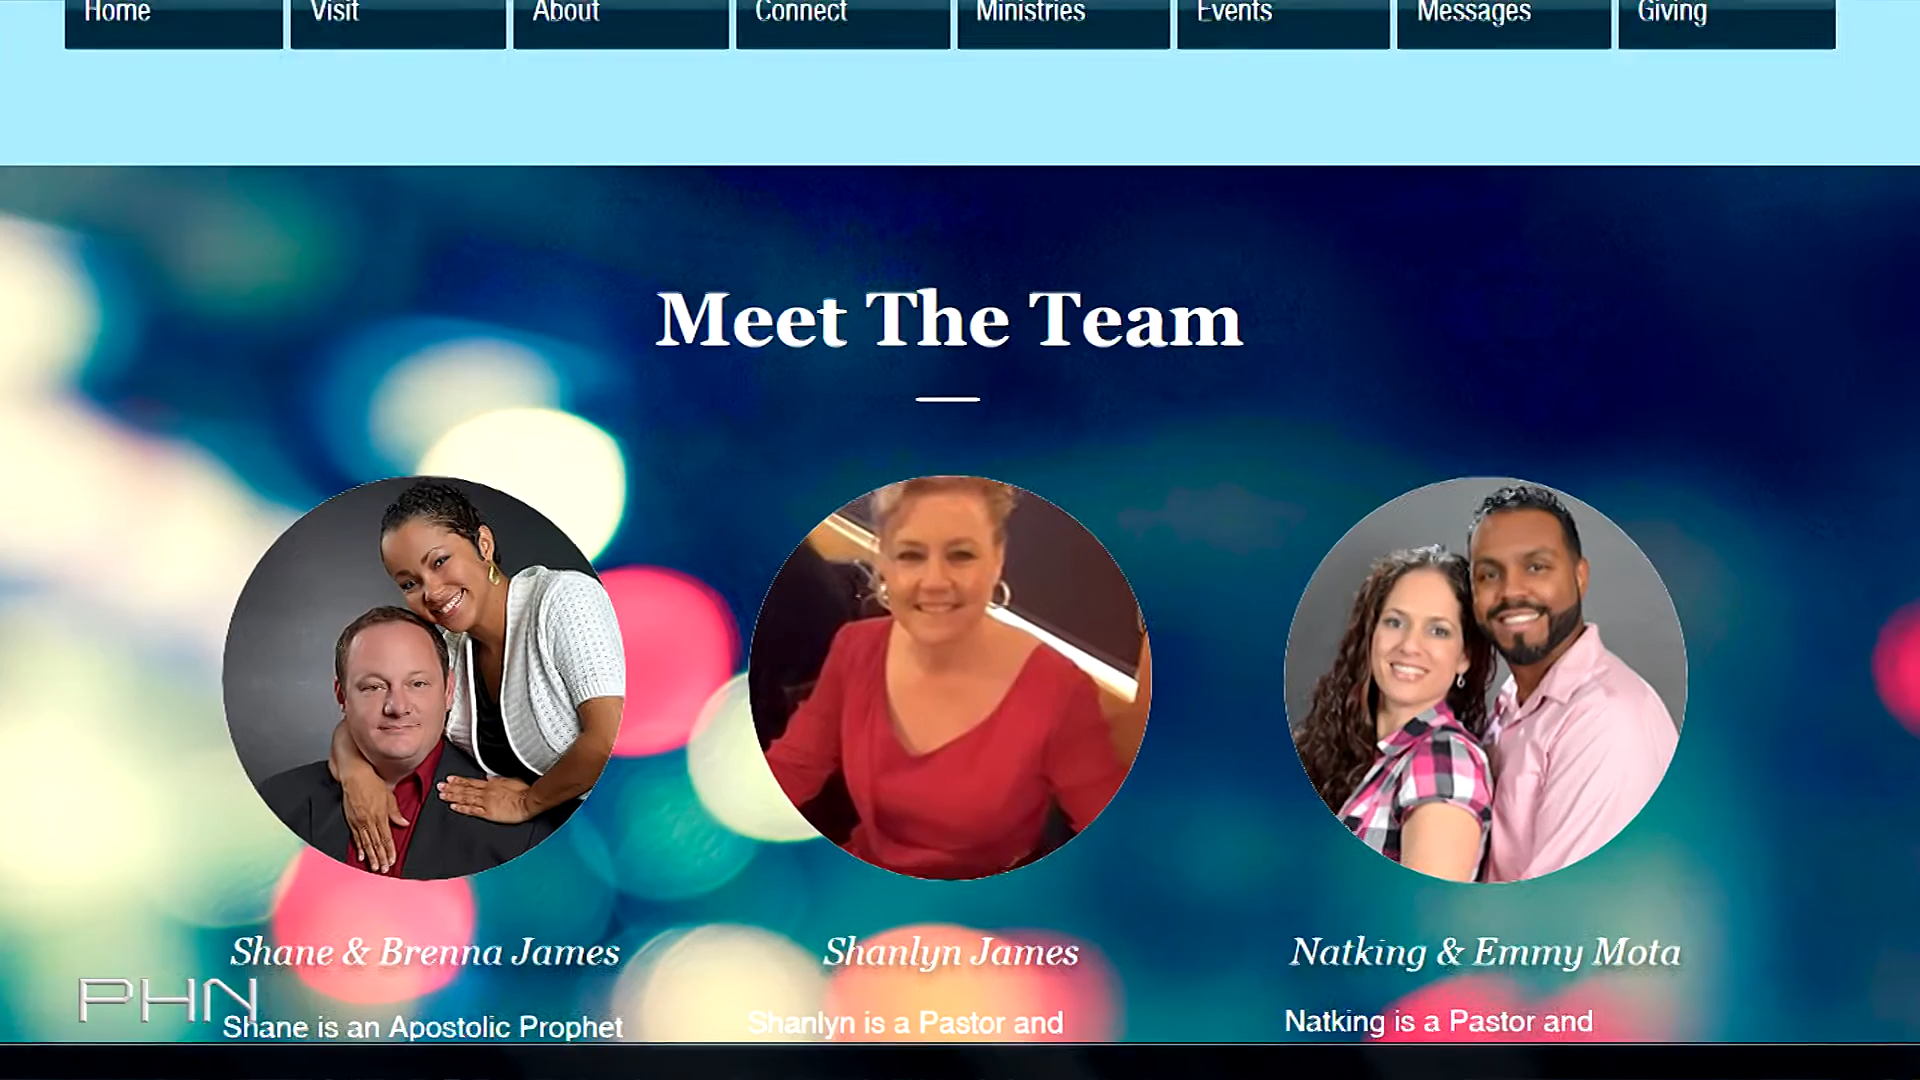 Home Visit About Connect Ministries Events Messages Giving
Meet The Team
Shane & Brenna James
Shanlyn James
Natking & Emmy Mota
PHN
Shane is an Apostolic Prophet
Shanlyn is a Pastor and
Natking is a Pastor and